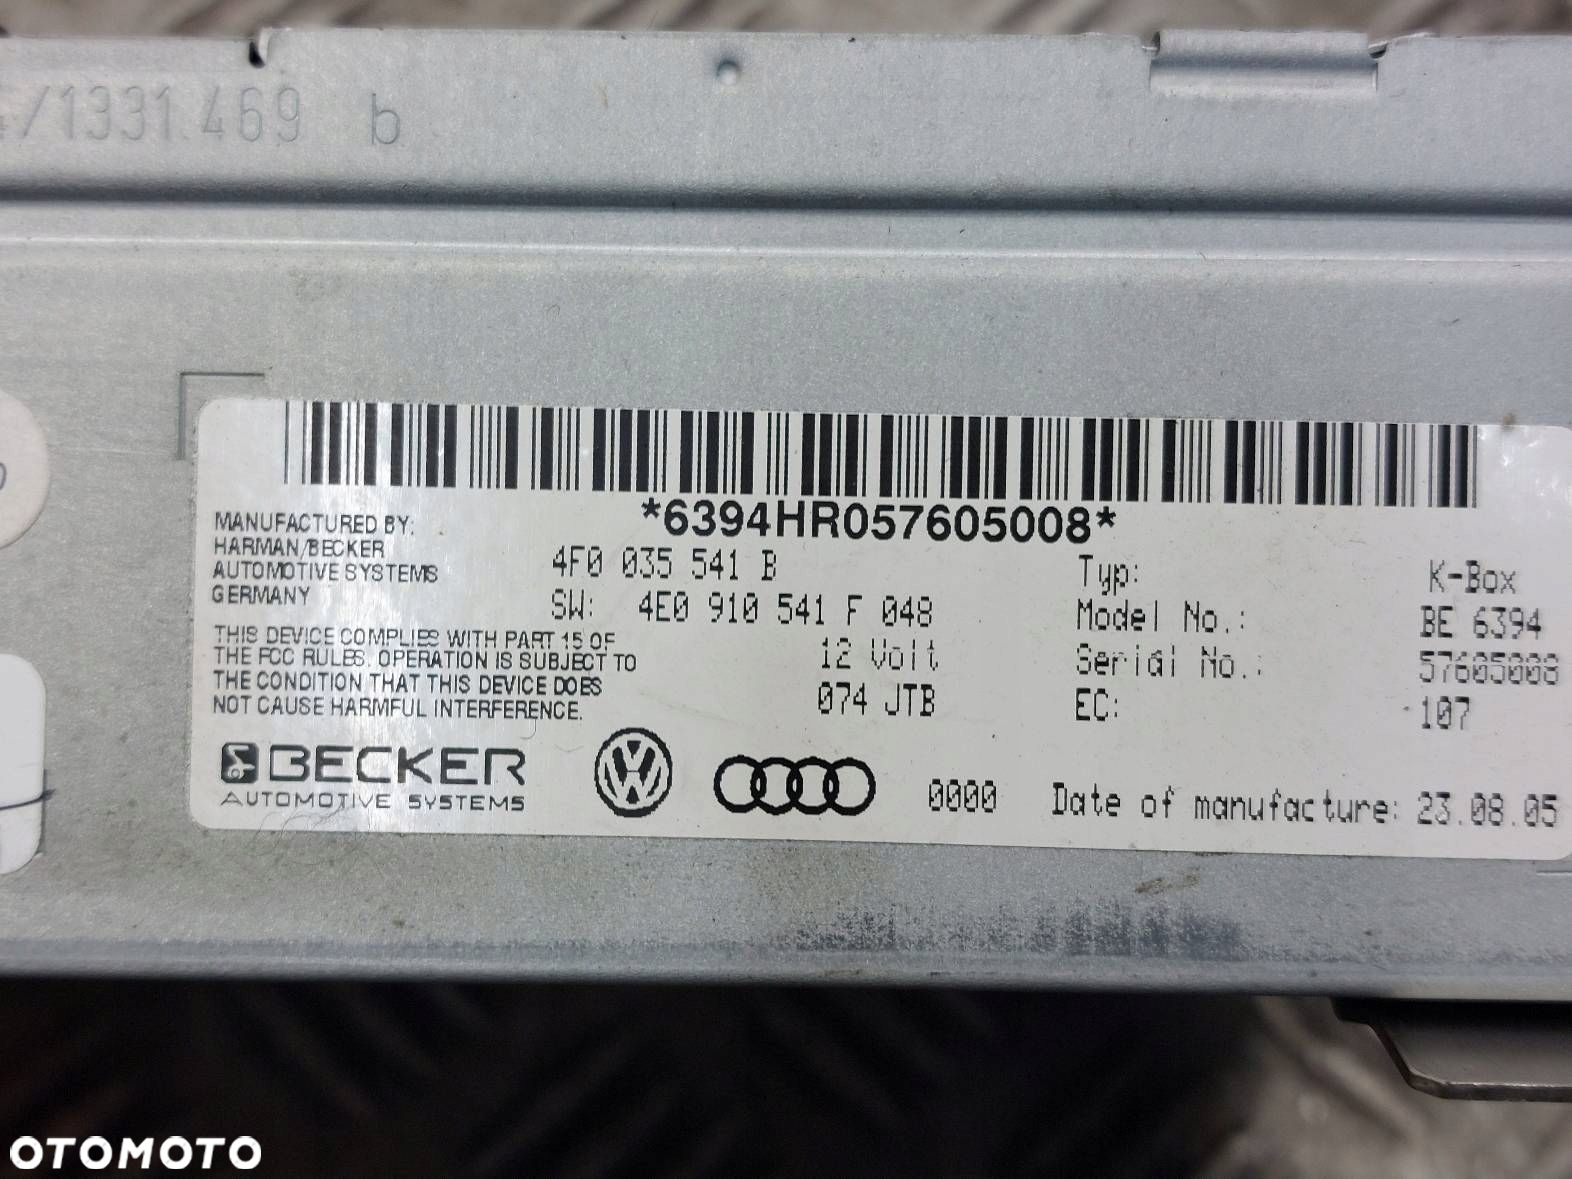 /1331.469 b
*6394HR057605008*
MANUFACTURED BY:
HARMAN/BECKER
AUTOMOTIVE SYSTEMS
GERMANY
4F0 035 541 B
SW: 4E0 910 541 F 048
12 Volt
074 JTB
Typ: K-Box
Model No.: BE 6394
Serial No.: 57605008
EC: 107
THIS DEVICE COMPLIES WITH PART 15 OF
THE FCC RULES. OPERATION IS SUBJECT TO
THE CONDITION THAT THIS DEVICE DOES
NOT CAUSE HARMFUL INTERFERENCE.
BECKER
AUTOMOTIVE SYSTEMS
0000
Date of manufacture: 23.08.05
OTOMOTO